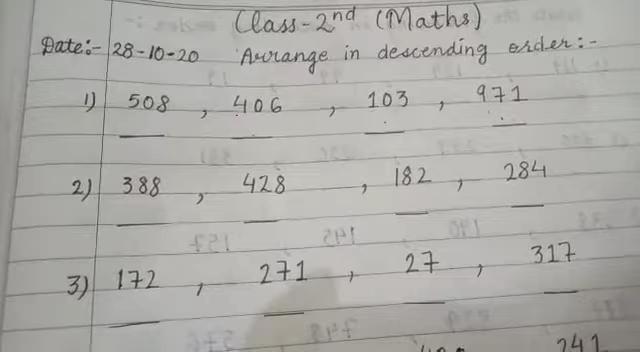 Class-2nd (Maths)
Date:- 28-10-20 Arrange in descending order:-
1) 508, 406, 103, 971
2) 388, 428, 182, 284
3) 172, 271, 27, 317
241